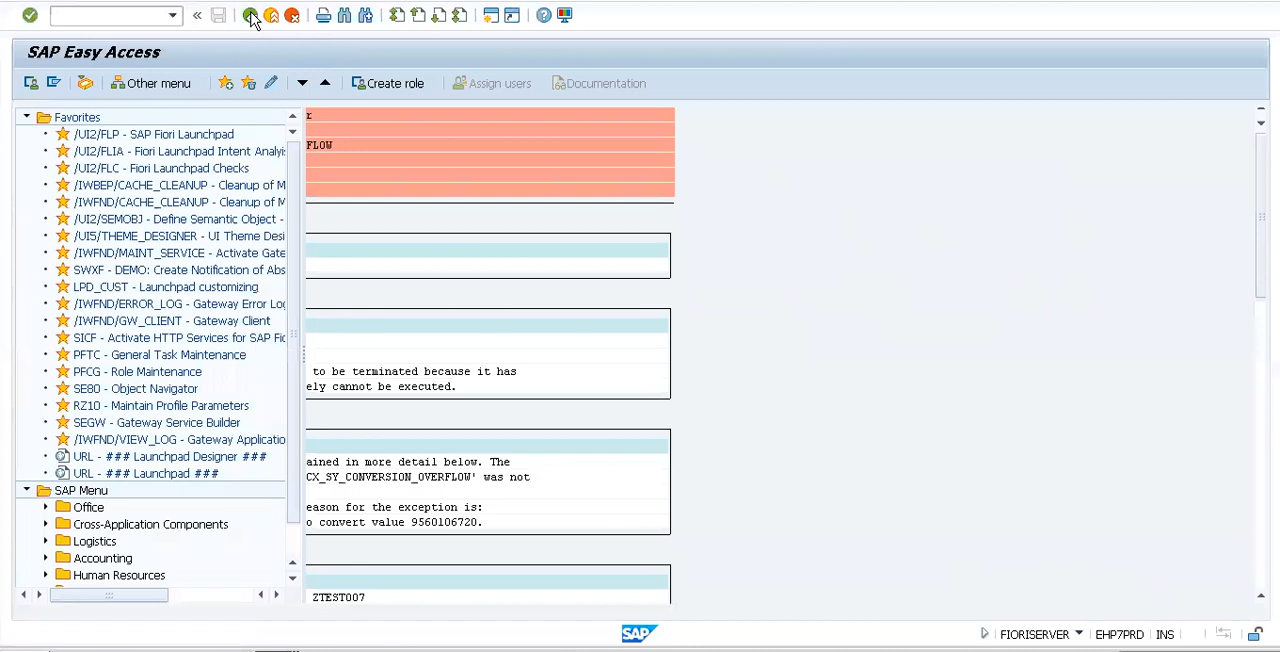 SAP Easy Access
Other menu
Create role
Assign users
Documentation
Favorites
/UI2/FLP - SAP Fiori Launchpad
/UI2/FLIA - Fiori Launchpad Intent Analyi
/UI2/FLC - Fiori Launchpad Checks
/IWBEP/CACHE_CLEANUP - Cleanup of M
/IWFND/CACHE_CLEANUP - Cleanup of M
/UI2/SEMOBJ - Define Semantic Object -
/UI5/THEME_DESIGNER - UI Theme Desi
/IWFND/MAINT_SERVICE - Activate Gate
SWXF - DEMO: Create Notification of Abs
LPD_CUST - Launchpad customizing
/IWFND/ERROR_LOG - Gateway Error Log
/IWFND/GW_CLIENT - Gateway Client
SICF - Activate HTTP Services for SAP Fio
PFTC - General Task Maintenance
PFCG - Role Maintenance
SE80 - Object Navigator
RZ10 - Maintain Profile Parameters
SEGW - Gateway Service Builder
/IWFND/VIEW_LOG - Gateway Applicatio
URL - ### Launchpad Designer ###
URL - ### Launchpad ###
SAP Menu
Office
Cross-Application Components
Logistics
Accounting
Human Resources
r
FLOW
to be terminated because it has
ely cannot be executed.
ained in more detail below. The
CX_SY_CONVERSION_OVERFLOW' was not
eason for the exception is:
o convert value 9560106720.
ZTEST007
SAP
FIORISERVER
EHP7PRD
INS